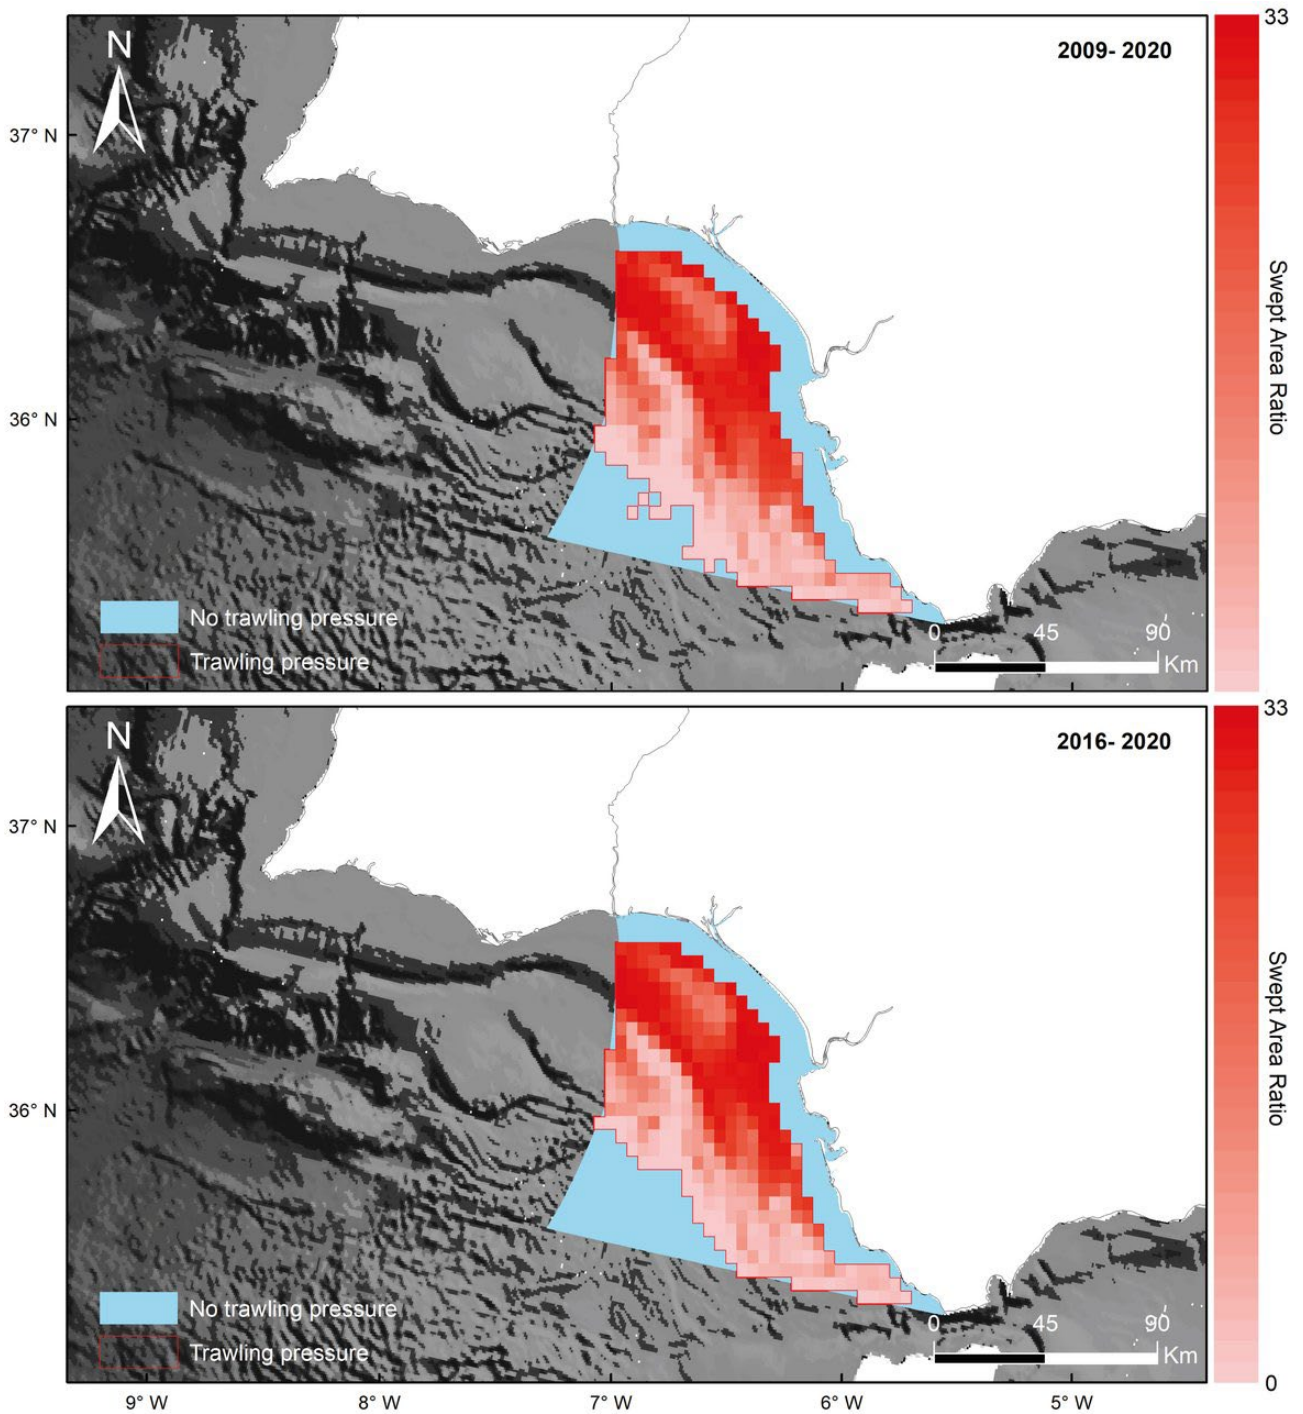 N
2009- 2020
33
37° N
36° N
Swept Area Ratio
No trawling pressure
Trawling pressure
0 45 90
Km
N
2016- 2020
33
37° N
36° N
Swept Area Ratio
No trawling pressure
Trawling pressure
0 45 90
Km
0
9° W 8° W 7° W 6° W 5° W